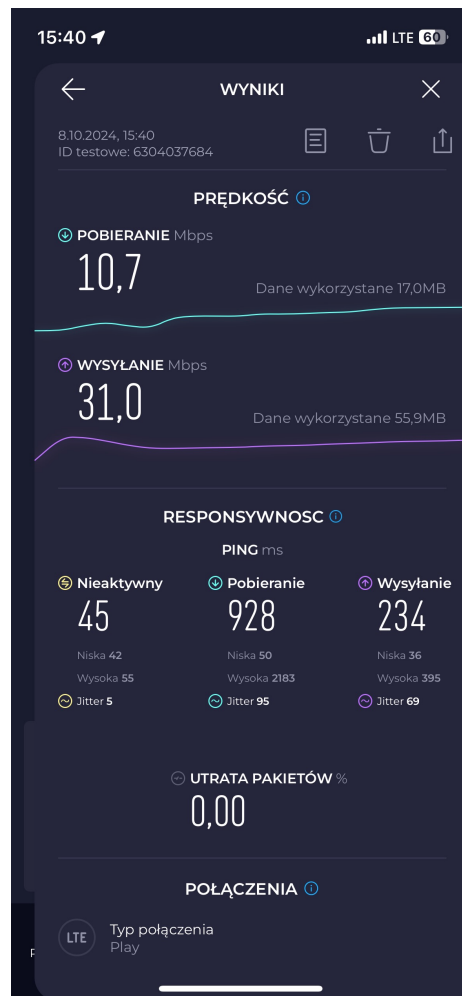 15:40
LTE 60
WYNIKI
8.10.2024, 15:40
ID testowe: 6304037684
PRĘDKOŚĆ
POBIERANIE Mbps
10,7
Dane wykorzystane 17,0MB
WYSYŁANIE Mbps
31,0
Dane wykorzystane 55,9MB
RESPONSYWNOSC
PING ms
Nieaktywny Pobieranie Wysyłanie
45 928 234
Niska 42 Niska 50 Niska 36
Wysoka 55 Wysoka 2183 Wysoka 395
Jitter 5 Jitter 95 Jitter 69
UTRATA PAKIETÓW %
0,00
POŁĄCZENIA
LTE Typ połączenia
Play